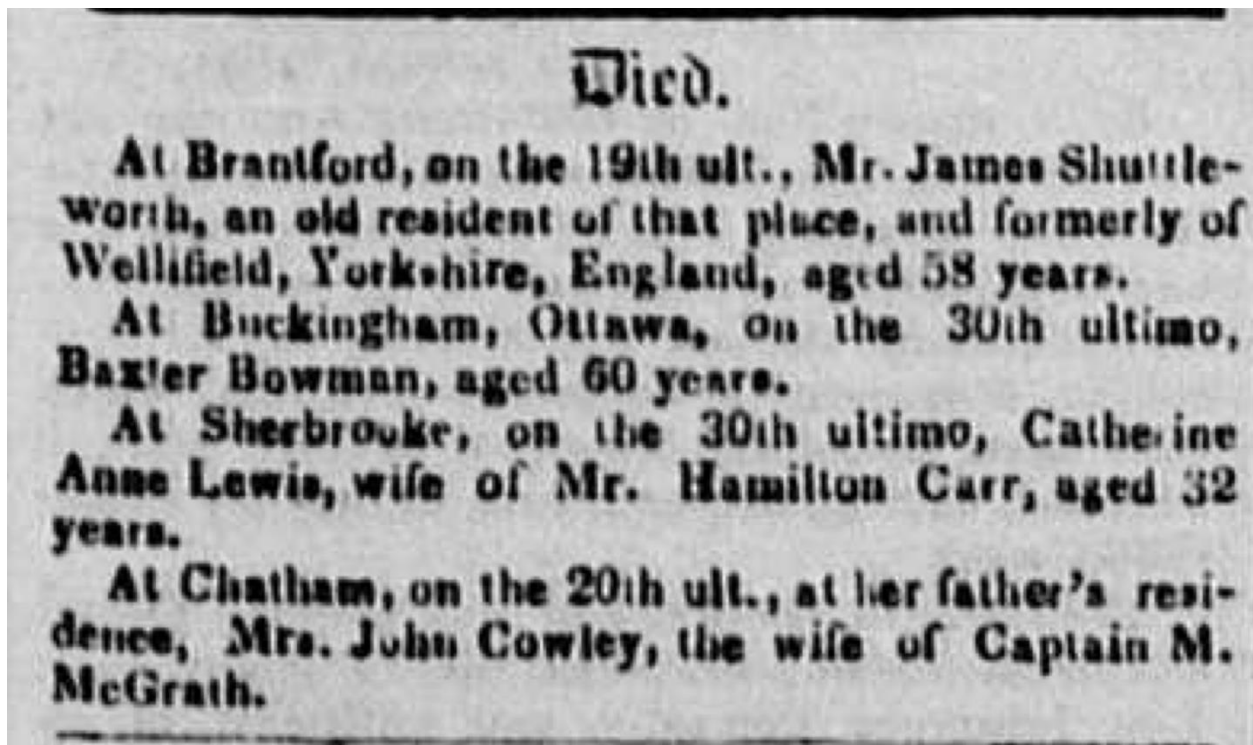 Died.
At Brantford, on the 19th ult., Mr. James Shuttle-
worth, an old resident of that place, and formerly of
Wellifield, Yorkshire, England, aged 58 years.
At Buckingham, Ottawa, on the 30th ultimo,
Baxter Bowman, aged 60 years.
At Sherbrooke, on the 30th ultimo, Catherine
Anne Lewis, wife of Mr. Hamilton Carr, aged 32
years.
At Chatham, on the 20th ult., at her father's resi-
dence, Mrs. John Cowley, the wife of Captain M.
McGrath.